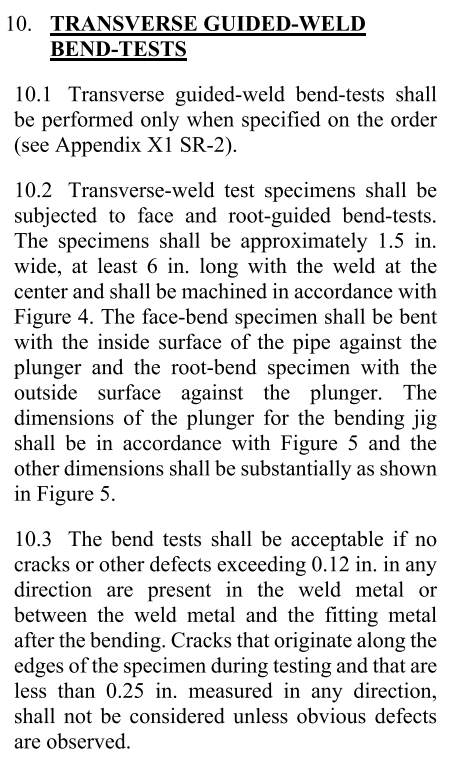 10. TRANSVERSE GUIDED-WELD
BEND-TESTS
10.1 Transverse guided-weld bend-tests shall
be performed only when specified on the order
(see Appendix X1 SR-2).
10.2 Transverse-weld test specimens shall be
subjected to face and root-guided bend-tests.
The specimens shall be approximately 1.5 in.
wide, at least 6 in. long with the weld at the
center and shall be machined in accordance with
Figure 4. The face-bend specimen shall be bent
with the inside surface of the pipe against the
plunger and the root-bend specimen with the
outside surface against the plunger. The
dimensions of the plunger for the bending jig
shall be in accordance with Figure 5 and the
other dimensions shall be substantially as shown
in Figure 5.
10.3 The bend tests shall be acceptable if no
cracks or other defects exceeding 0.12 in. in any
direction are present in the weld metal or
between the weld metal and the fitting metal
after the bending. Cracks that originate along the
edges of the specimen during testing and that are
less than 0.25 in. measured in any direction,
shall not be considered unless obvious defects
are observed.